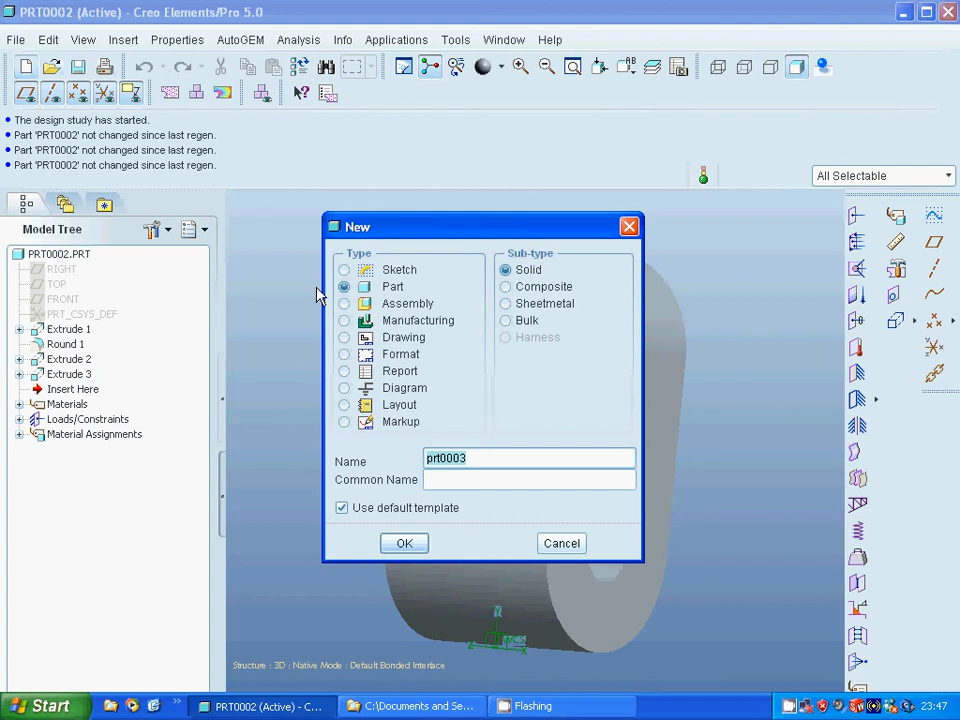 PRT0002 (Active) - Creo Elements/Pro 5.0
File Edit View Insert Properties AutoGEM Analysis Info Applications Tools Window Help
The design study has started.
Part 'PRT0002' not changed since last regen.
Part 'PRT0002' not changed since last regen.
Part 'PRT0002' not changed since last regen.
All Selectable
Model Tree
PRT0002.PRT
RIGHT
TOP
FRONT
PRT_CSYS_DEF
Extrude 1
Round 1
Extrude 2
Extrude 3
Insert Here
Materials
Loads/Constraints
Material Assignments
New
Type
Sketch
Part
Assembly
Manufacturing
Drawing
Format
Report
Diagram
Layout
Markup
Sub-type
Solid
Composite
Sheetmetal
Bulk
Harness
Name
prt0003
Common Name
Use default template
OK
Cancel
Structure : 3D : Native Mode : Default Bonded Interface
Start
PRT0002 (Active) - C...
C:\Documents and Se...
Flashing
23:47